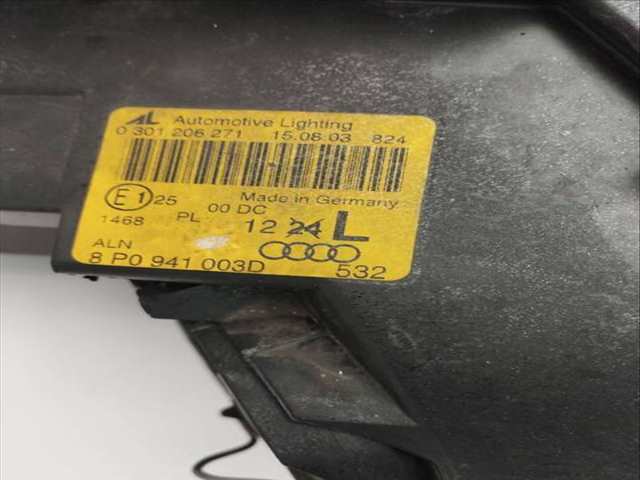 AL Automotive Lighting
0 301 206 271 15.08.03 824
Made in Germany
E1 25 00 DC
1468 PL 12 24 L
ALN
8 P0 941 003D 532